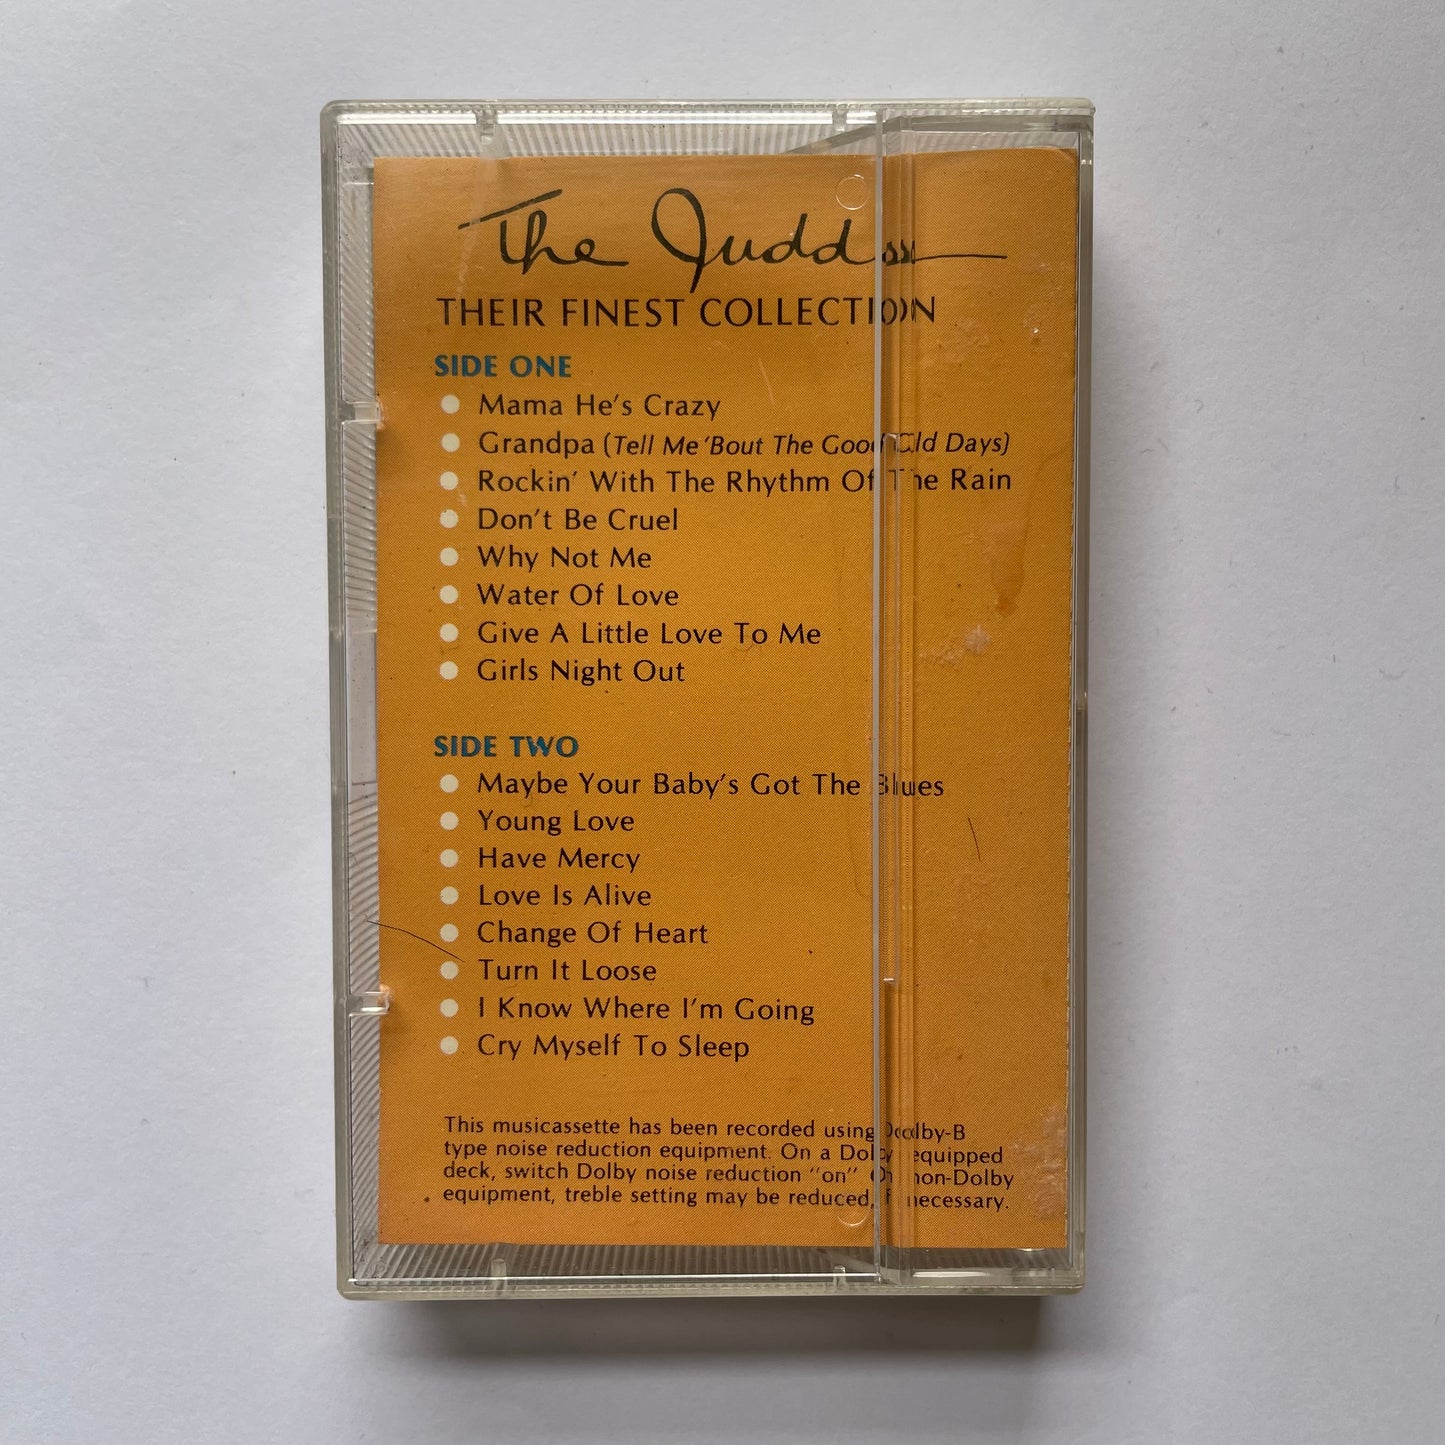 The Judds
THEIR FINEST COLLECTION
SIDE ONE
Mama He's Crazy
Grandpa (Tell Me 'Bout The Good Old Days)
Rockin' With The Rhythm Of The Rain
Don't Be Cruel
Why Not Me
Water Of Love
Give A Little Love To Me
Girls Night Out
SIDE TWO
Maybe Your Baby's Got The Blues
Young Love
Have Mercy
Love Is Alive
Change Of Heart
Turn It Loose
I Know Where I'm Going
Cry Myself To Sleep
This musicassette has been recorded using Dolby-B
type noise reduction equipment. On a Dolby equipped
deck, switch Dolby noise reduction "on" On non-Dolby
equipment, treble setting may be reduced, if necessary.